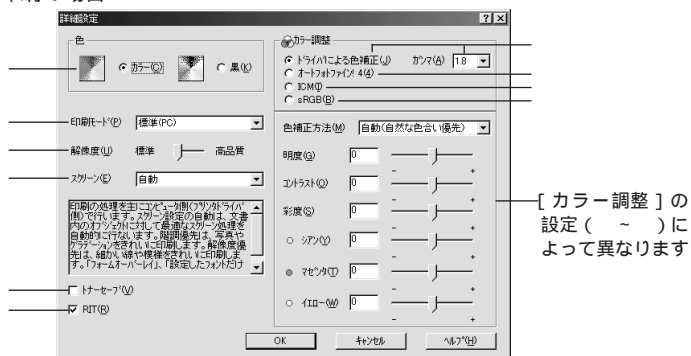 詳細設定
色
カラー(C)
黒(K)
印刷モード(P) 標準(PC)
解像度(U) 標準 高品質
スクリーン(E) 自動
印刷の処理を主にコンピュータ側(プリンタドライバ
側)で行います。スクリーン設定の自動は、文書
内のオブジェクトに対して最適なスクリーン処理を
自動的に行ないます。階調優先は、写真や
グラデーションをきれいに印刷します。解像度優
先は、細かい線や模様をきれいに印刷しま
す。「フォームオーバーレイ」、「設定したフォントだけ
トナーセーブ(V)
RIT(R)
カラー調整
ドライバによる色補正(J) ガンマ(A) 1.8
オートフォトファイン! 4(4)
ICM(I)
sRGB(B)
色補正方法(M) 自動(自然な色合い優先)
明度(G) 0
- +
コントラスト(O) 0
- +
彩度(S) 0
- +
シアン(Y) 0
- +
マゼンタ(T) 0
- +
イエロー(W) 0
- +
OK キャンセル ヘルプ(H)
[カラー調整]の
設定( ~ )に
よって異なります